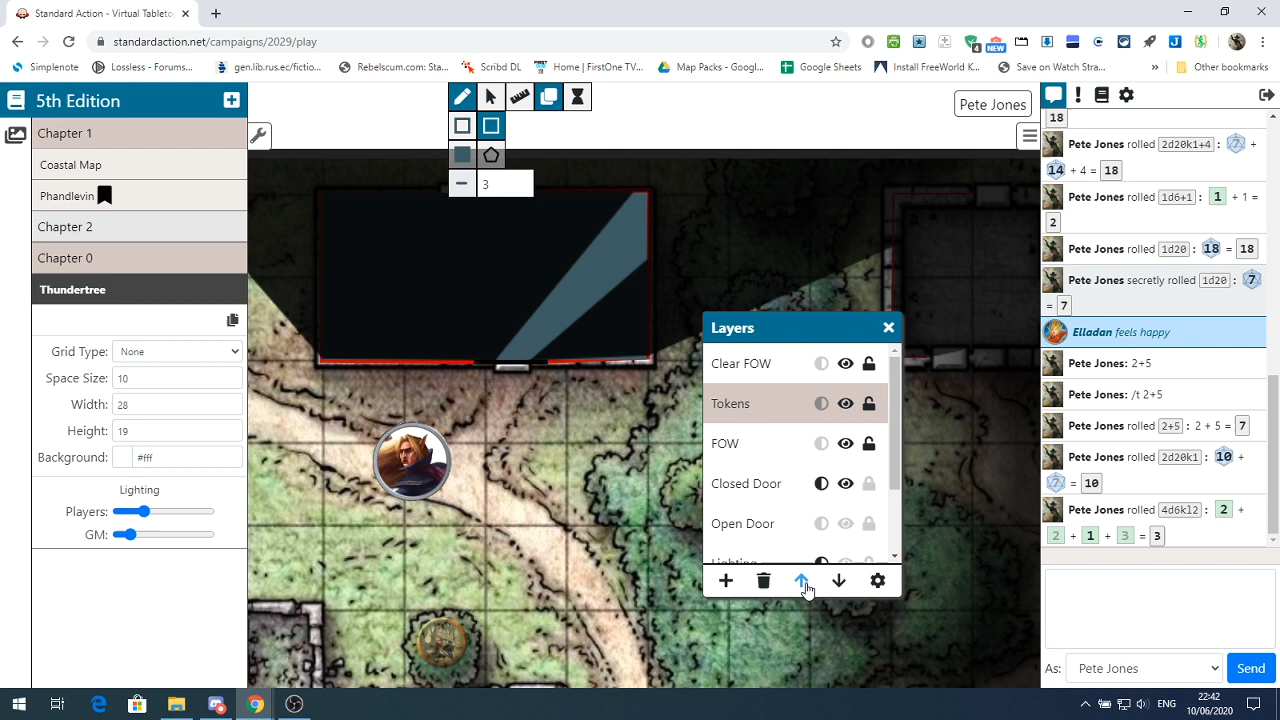 Standard Action - Virtual Tableto
standardaction.net/campaigns/2029/play
4
NEW
Simplenote
Lossless - Forums...
gen.lib.rus.ec/fictio...
Rebelscum.com: Sta...
Scribd DL
Home | FirstOne TV...
Map Packs - Googl...
Google Sheets
Install FreeWorld K...
Save on Watch Stra...
»
Other bookmarks
5th Edition
Chapter 1
Coastal Map
Phandlevin
Chapter 2
Chapter 0
Thundertree
Grid Type: None
Space Size: 10
Width: 28
Height: 19
Background: #fff
Lighting
Players:
GM:
3
Pete Jones
Layers
Clear FOW
Tokens
FOW
Closed Door
Open Door
Lighting
18
Pete Jones rolled 2d20k1+4: 7 +
14 + 4 = 18
Pete Jones rolled 1d6+1: 1 + 1 =
2
Pete Jones rolled 1d20: 18 = 18
Pete Jones secretly rolled 1d20: 7
= 7
Elladan feels happy
Pete Jones: 2+5
Pete Jones: /t 2+5
Pete Jones rolled 2+5: 2 + 5 = 7
Pete Jones rolled 2d20k1: 10 +
7 = 10
Pete Jones rolled 4d6k12: 2 +
2 + 1 + 3 = 3
As: Pete Jones
Send
ENG
22:42
10/06/2020